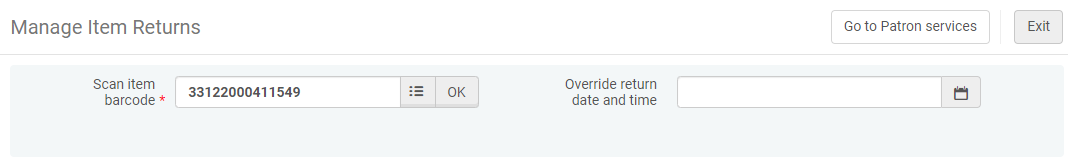 Manage Item Returns
Go to Patron services
Exit
Scan item
barcode *
33122000411549
OK
Override return
date and time